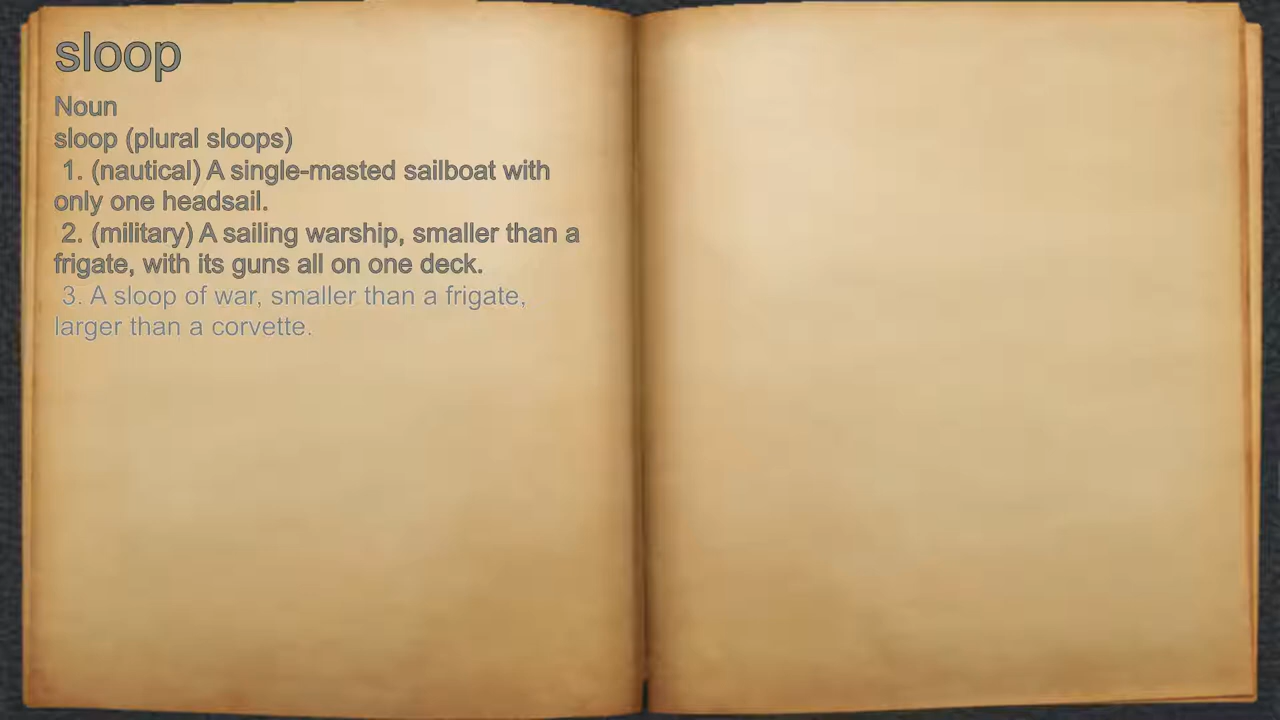 sloop
Noun
sloop (plural sloops)
1. (nautical) A single-masted sailboat with
only one headsail.
2. (military) A sailing warship, smaller than a
frigate, with its guns all on one deck.
3. A sloop of war, smaller than a frigate,
larger than a corvette.